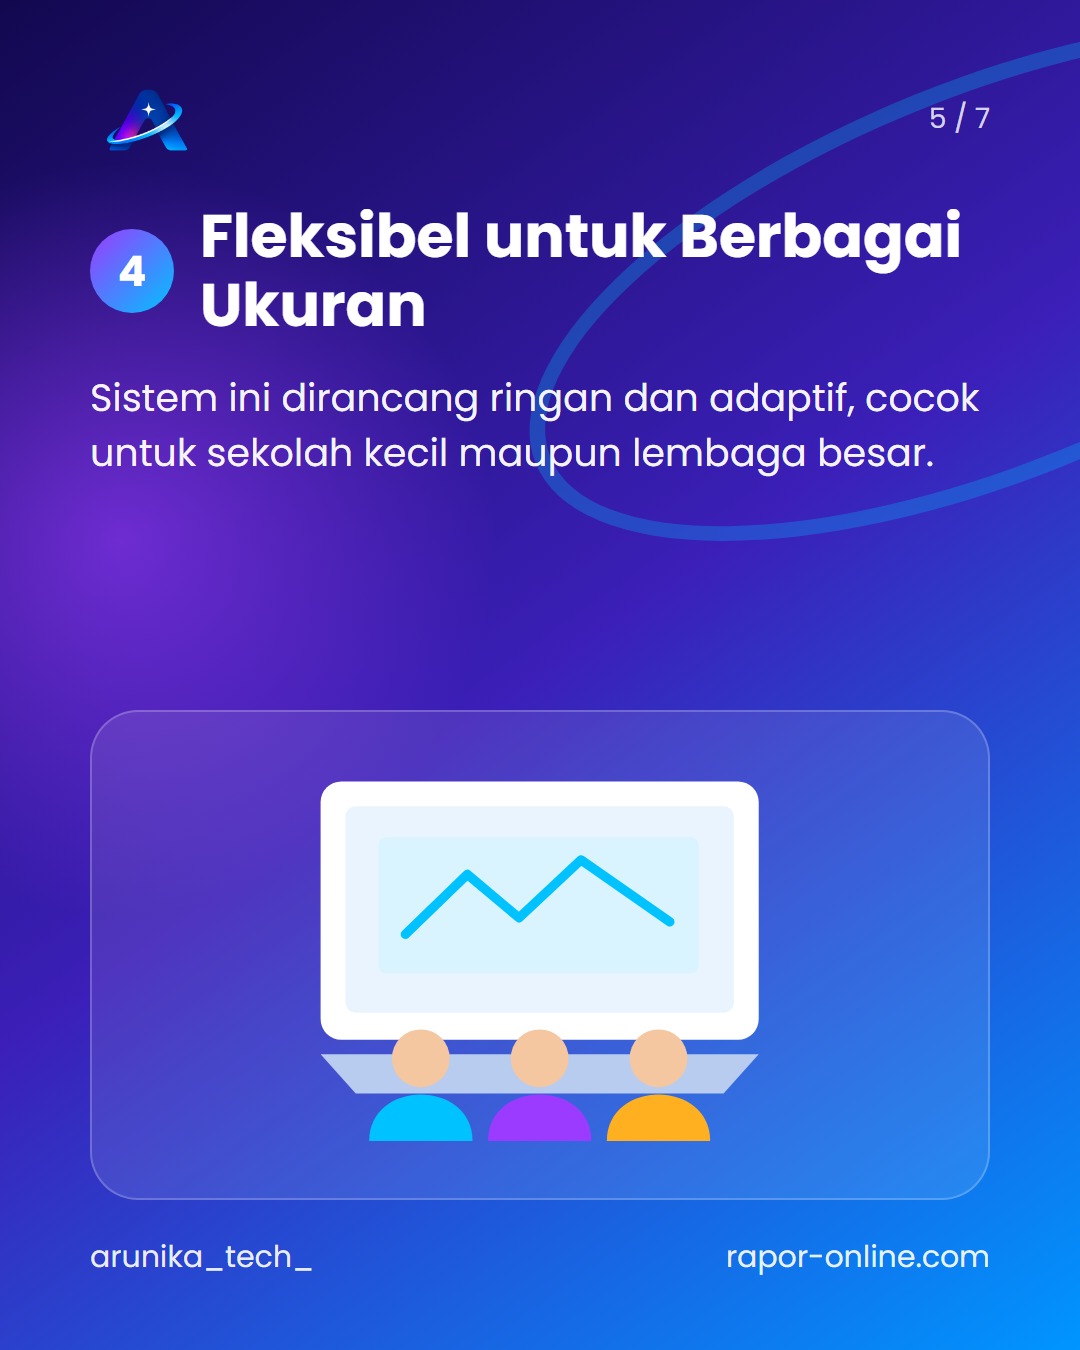 5 / 7
4
Fleksibel untuk Berbagai
Ukuran
Sistem ini dirancang ringan dan adaptif, cocok
untuk sekolah kecil maupun lembaga besar.
arunika_tech_
rapor-online.com